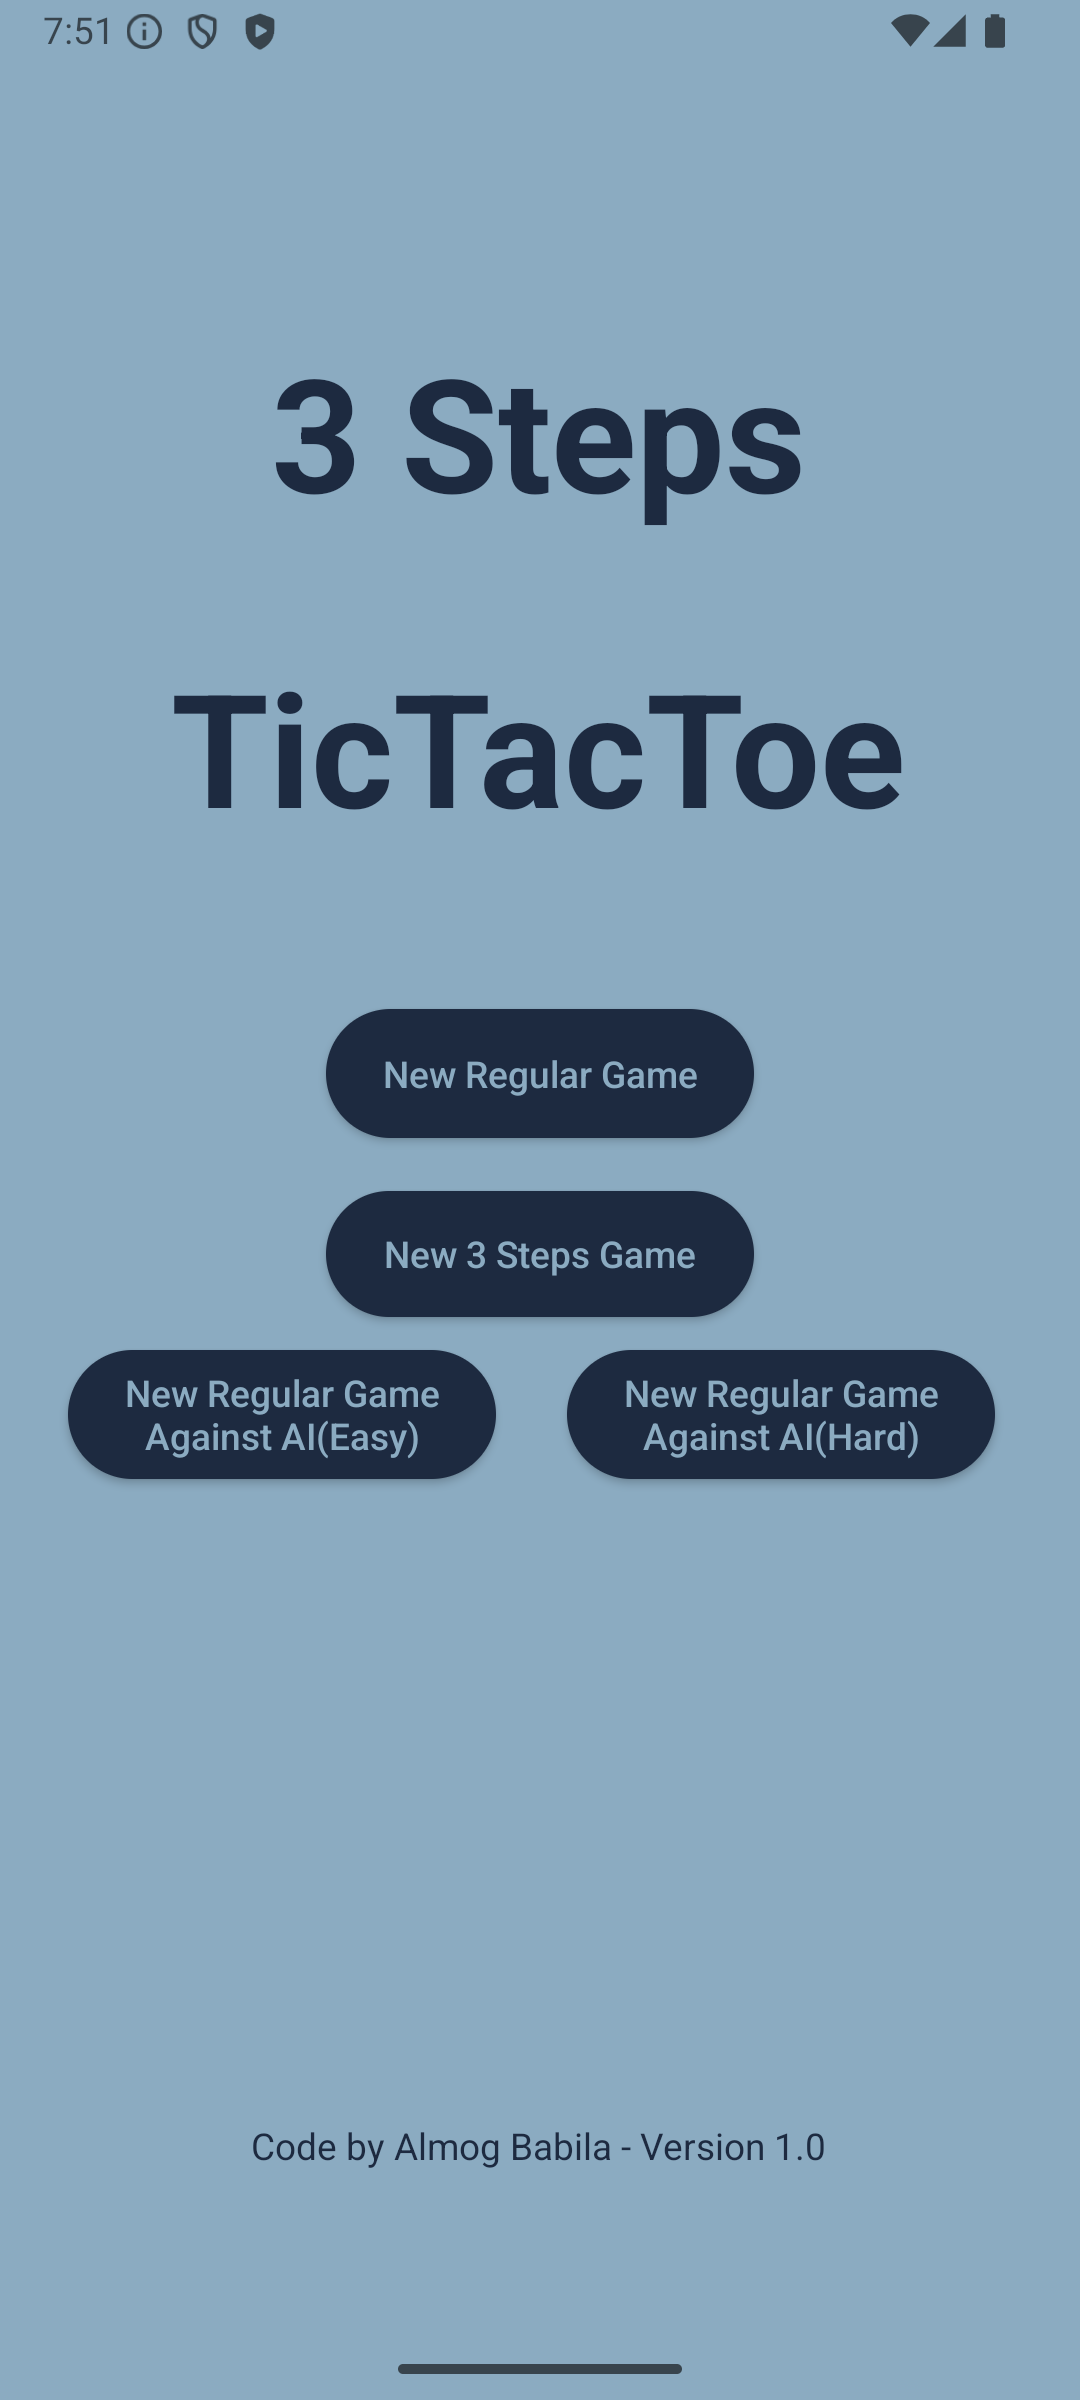 7:51
3 Steps
TicTacToe
New Regular Game
New 3 Steps Game
New Regular Game
Against AI(Easy)
New Regular Game
Against AI(Hard)
Code by Almog Babila - Version 1.0